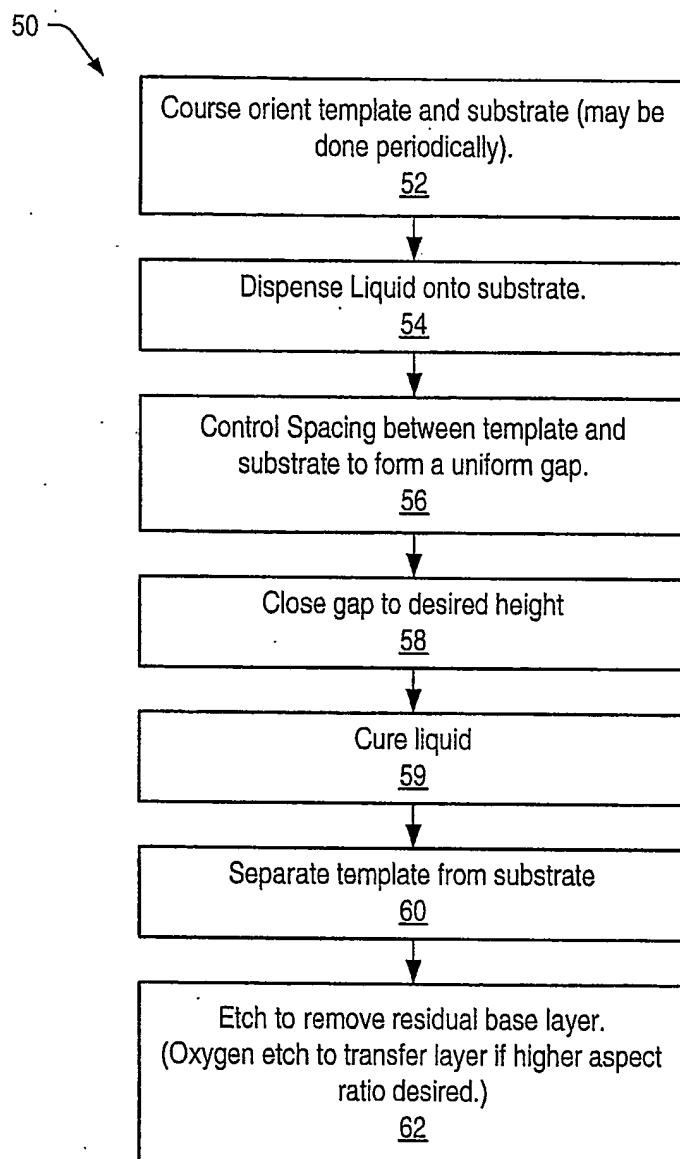 50
Course orient template and substrate (may be
done periodically).
52
Dispense Liquid onto substrate.
54
Control Spacing between template and
substrate to form a uniform gap.
56
Close gap to desired height
58
Cure liquid
59
Separate template from substrate
60
Etch to remove residual base layer.
(Oxygen etch to transfer layer if higher aspect
ratio desired.)
62